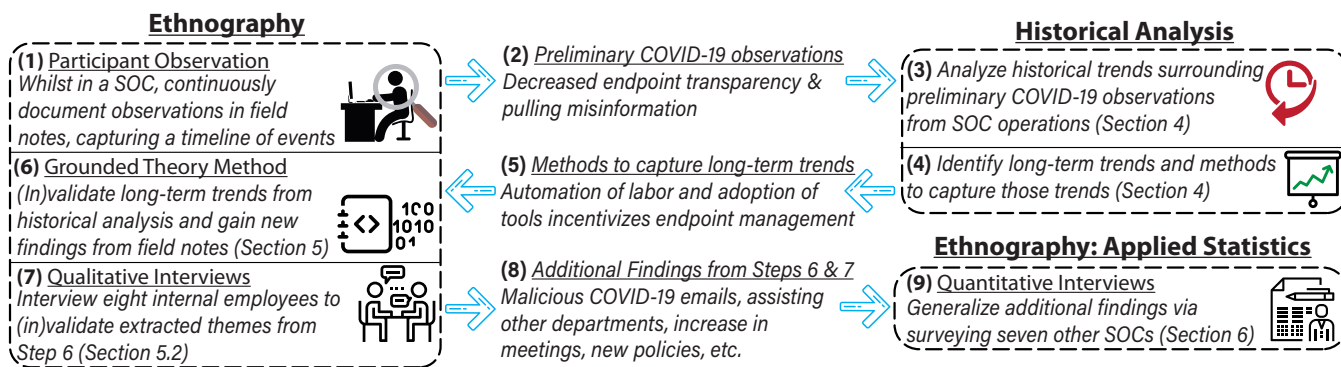 Ethnography
(1) Participant Observation
Whilst in a SOC, continuously
document observations in field
notes, capturing a timeline of events
(2) Preliminary COVID-19 observations
Decreased endpoint transparency &
pulling misinformation
Historical Analysis
(3) Analyze historical trends surrounding
preliminary COVID-19 observations
from SOC operations (Section 4)
(4) Identify long-term trends and methods
to capture those trends (Section 4)
(5) Methods to capture long-term trends
Automation of labor and adoption of
tools incentivizes endpoint management
(6) Grounded Theory Method
(In)validate long-term trends from
historical analysis and gain new
findings from field notes (Section 5)
100
1010
01
(7) Qualitative Interviews
Interview eight internal employees to
(in)validate extracted themes from
Step 6 (Section 5.2)
(8) Additional Findings from Steps 6 & 7
Malicious COVID-19 emails, assisting
other departments, increase in
meetings, new policies, etc.
Ethnography: Applied Statistics
(9) Quantitative Interviews
Generalize additional findings via
surveying seven other SOCs (Section 6)